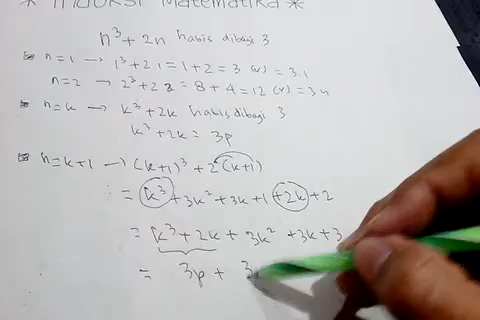 * Induksi Matematika *
n³ + 2n habis dibagi 3
n=1 → 1³ + 2.1 = 1 + 2 = 3 (v) = 3.1
n=2 → 2³ + 2 2 = 8 + 4 = 12 (v) = 3.4
n=k → k³ + 2k habis dibagi 3
k³ + 2k = 3p
n=k+1 → (k+1)³ + 2(k+1)
= k³ + 3k² + 3k + 1 + 2k + 2
= k³ + 2k + 3k² + 3k + 3
= 3p + 3